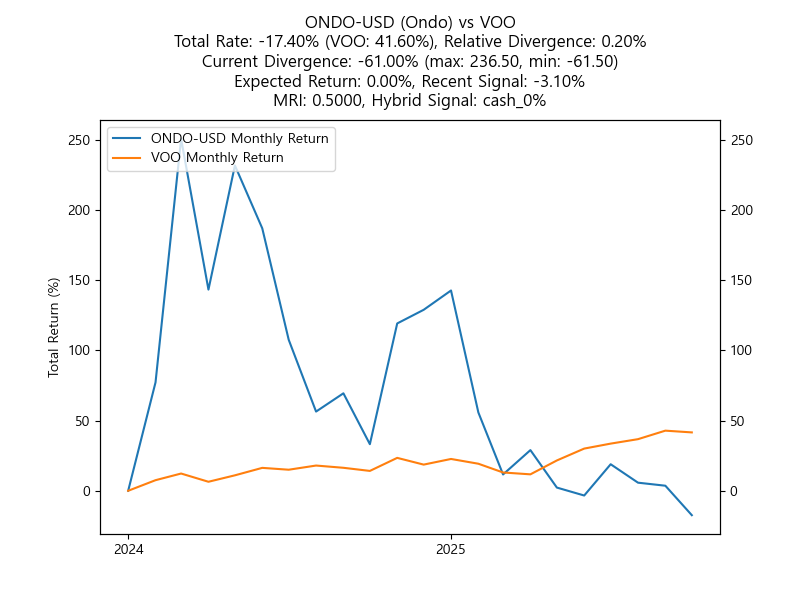 ONDO-USD (Ondo) vs VOO
Total Rate: -17.40% (VOO: 41.60%), Relative Divergence: 0.20%
Current Divergence: -61.00% (max: 236.50, min: -61.50)
Expected Return: 0.00%, Recent Signal: -3.10%
MRI: 0.5000, Hybrid Signal: cash_0%
ONDO-USD Monthly Return
VOO Monthly Return
Total Return (%)
250
200
150
100
50
0
250
200
150
100
50
0
2024
2025